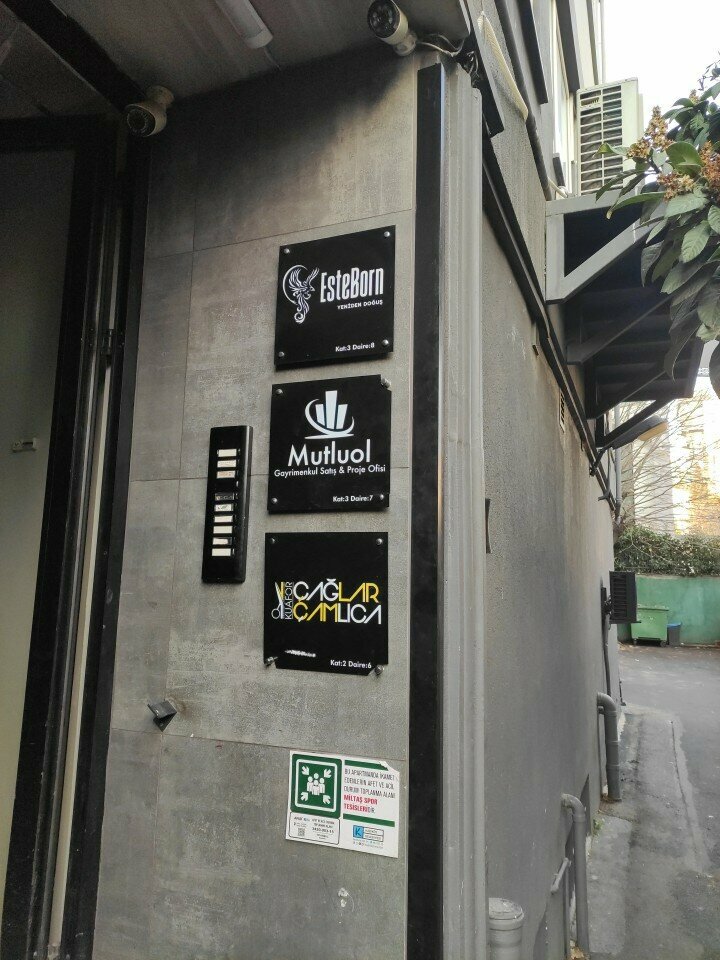 EsteBorn
YENİDEN DOĞUŞ
Kat:3 Daire:8
Mutluol
Gayrimenkul Satış & Proje Ofisi
Kat:3 Daire:7
KUAFÖR
ÇAĞLAR
ÇAMLICA
Kat:2 Daire:6
BU APARTMANDA İKAMET
EDENLERİN AFET VE ACİL
DURUM TOPLANMA ALANI
MİLTAŞ SPOR
TESİSLERİDİR